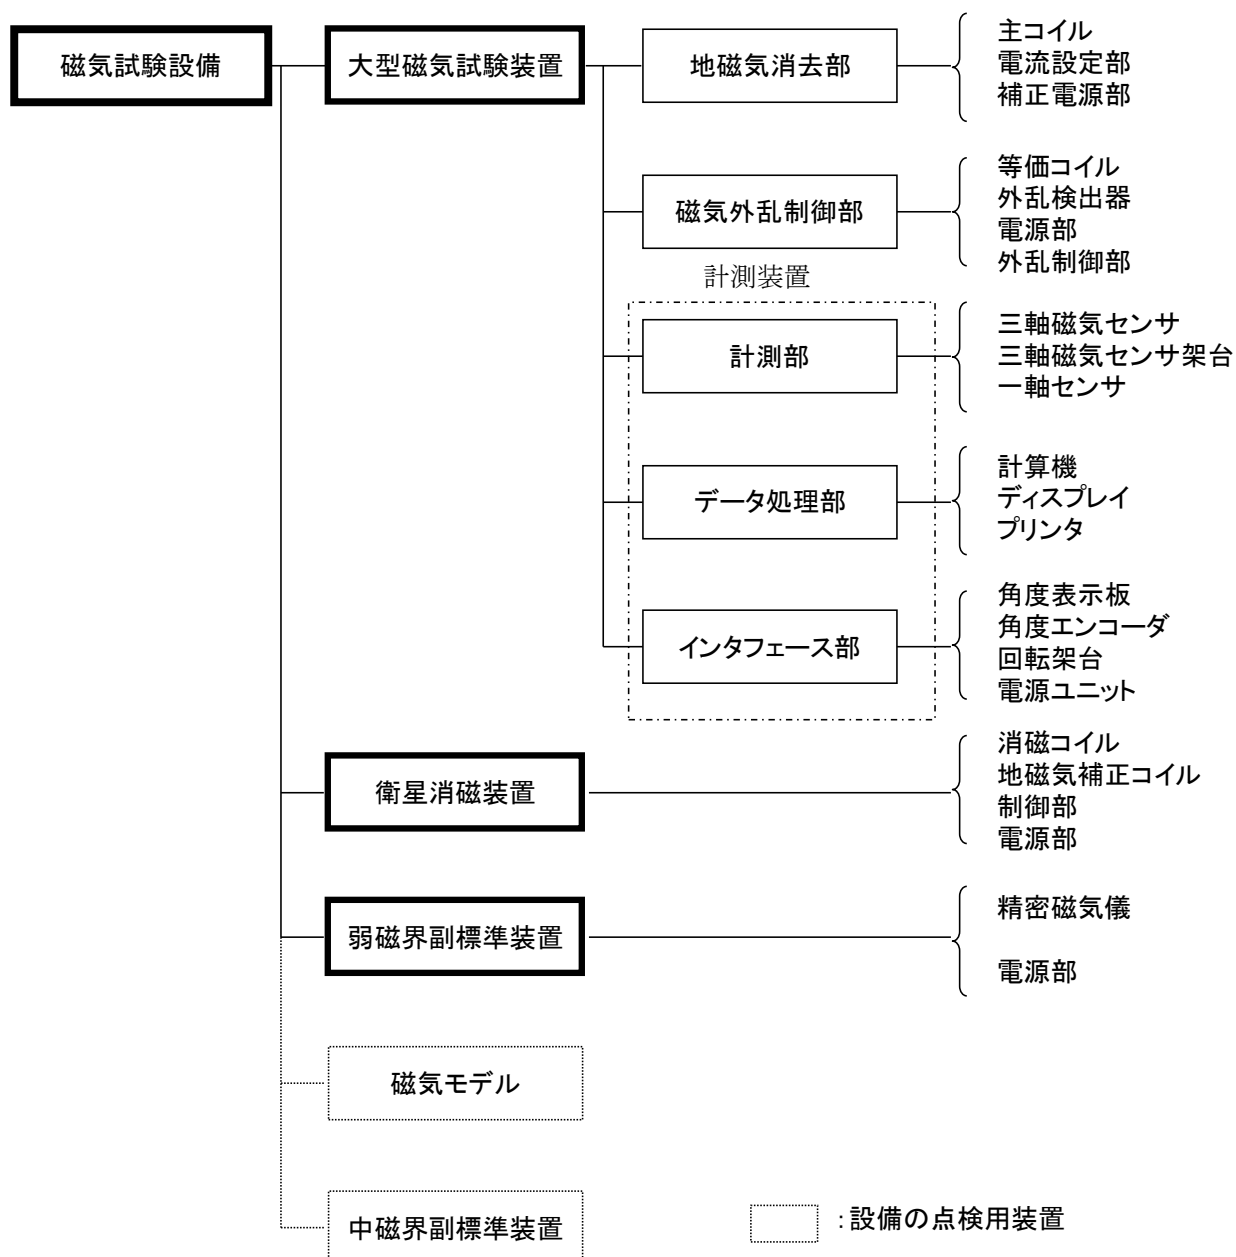 磁気試験設備
大型磁気試験装置
地磁気消去部
主コイル
電流設定部
補正電源部
磁気外乱制御部
等価コイル
外乱検出器
電源部
外乱制御部
計測装置
計測部
三軸磁気センサ
三軸磁気センサ架台
一軸センサ
データ処理部
計算機
ディスプレイ
プリンタ
インタフェース部
角度表示板
角度エンコーダ
回転架台
電源ユニット
衛星消磁装置
消磁コイル
地磁気補正コイル
制御部
電源部
弱磁界副標準装置
精密磁気儀
電源部
磁気モデル
中磁界副標準装置
:設備の点検用装置